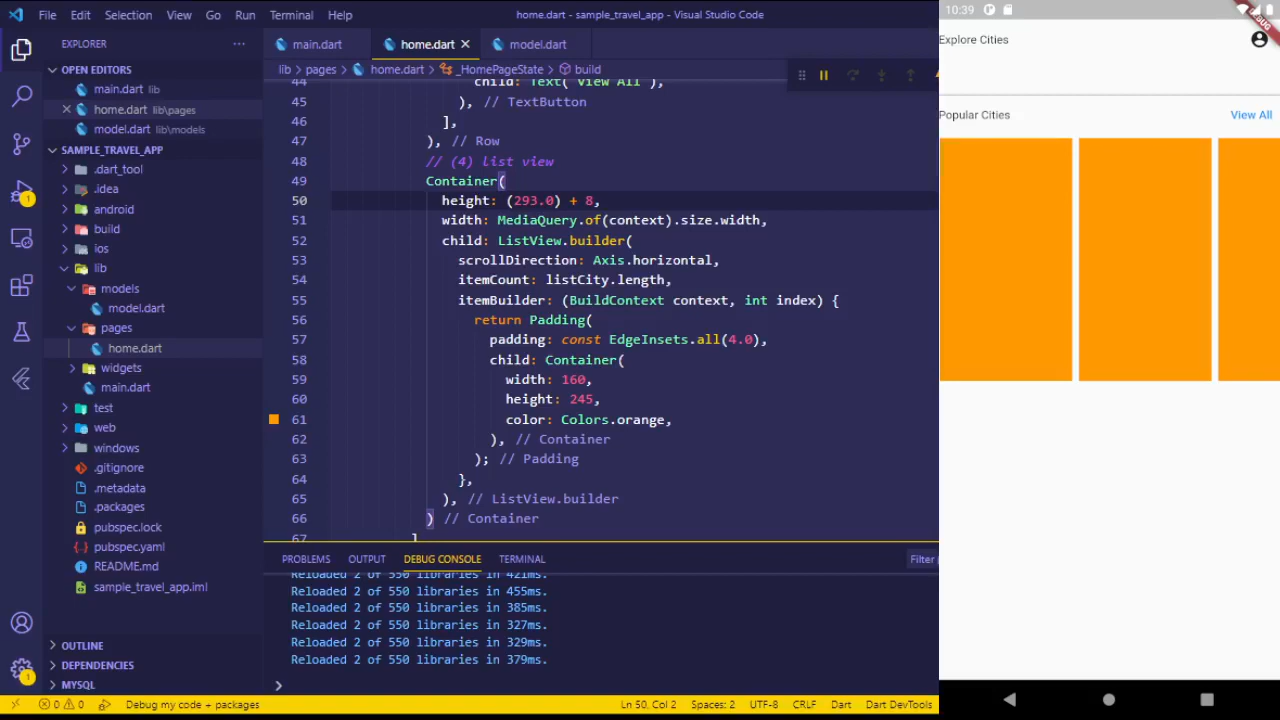 File Edit Selection View Go Run Terminal Help home.dart - sample_travel_app - Visual Studio Code
EXPLORER ···
OPEN EDITORS
main.dart lib
home.dart lib\pages
model.dart lib\models
SAMPLE_TRAVEL_APP
.dart_tool
.idea
android
build
ios
lib
models
model.dart
pages
home.dart
widgets
main.dart
test
web
windows
.gitignore
.metadata
.packages
pubspec.lock
pubspec.yaml
README.md
sample_travel_app.iml
OUTLINE
DEPENDENCIES
MYSQL
1
1
main.dart home.dart model.dart
lib > pages > home.dart > _HomePageState > build
44 child: Text('View All'),
45 ), // TextButton
46 ],
47 ), // Row
48 // (4) list view
49 Container(
50 height: (293.0) + 8,
51 width: MediaQuery.of(context).size.width,
52 child: ListView.builder(
53 scrollDirection: Axis.horizontal,
54 itemCount: listCity.length,
55 itemBuilder: (BuildContext context, int index) {
56 return Padding(
57 padding: const EdgeInsets.all(4.0),
58 child: Container(
59 width: 160,
60 height: 245,
61 color: Colors.orange,
62 ), // Container
63 ); // Padding
64 },
65 ), // ListView.builder
66 ) // Container
67 ]
PROBLEMS OUTPUT DEBUG CONSOLE TERMINAL Filter
Reloaded 2 of 550 libraries in 421ms.
Reloaded 2 of 550 libraries in 455ms.
Reloaded 2 of 550 libraries in 385ms.
Reloaded 2 of 550 libraries in 327ms.
Reloaded 2 of 550 libraries in 329ms.
Reloaded 2 of 550 libraries in 379ms.
>
0 0 Debug my code + packages Ln 50, Col 2 Spaces: 2 UTF-8 CRLF Dart Dart DevTools
10:39
DEBUG
Explore Cities
Popular Cities View All